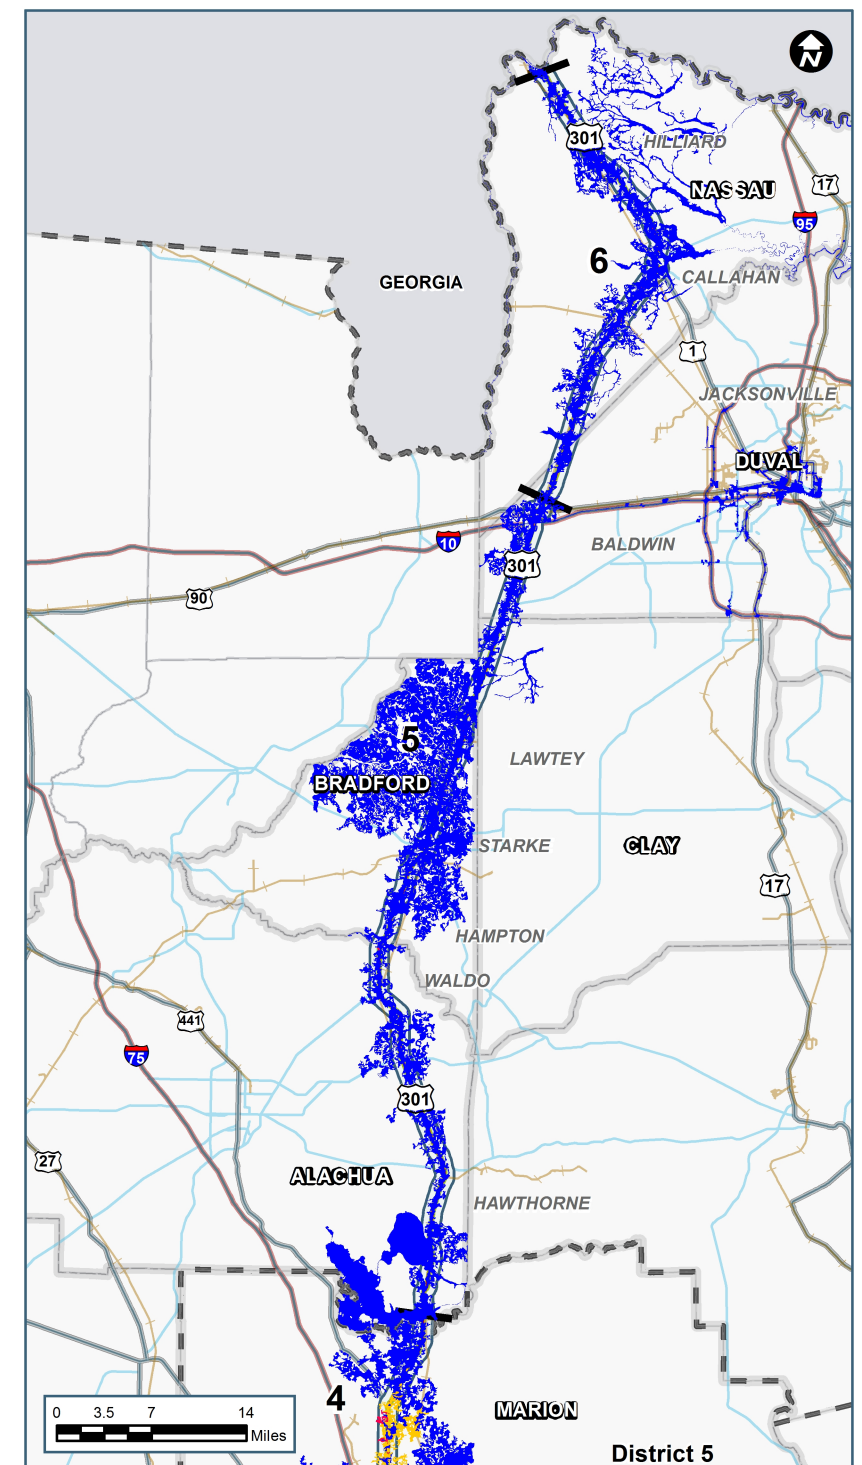 N
301
HILLIARD
NASSAU
17
95
6
CALLAHAN
GEORGIA
1
JACKSONVILLE
DUVAL
10
BALDWIN
301
90
5
LAWTEY
BRADFORD
STARKE
CLAY
17
HAMPTON
WALDO
441
75
301
27
ALACHUA
HAWTHORNE
4
MARION
0 3.5 7 14
Miles
District 5